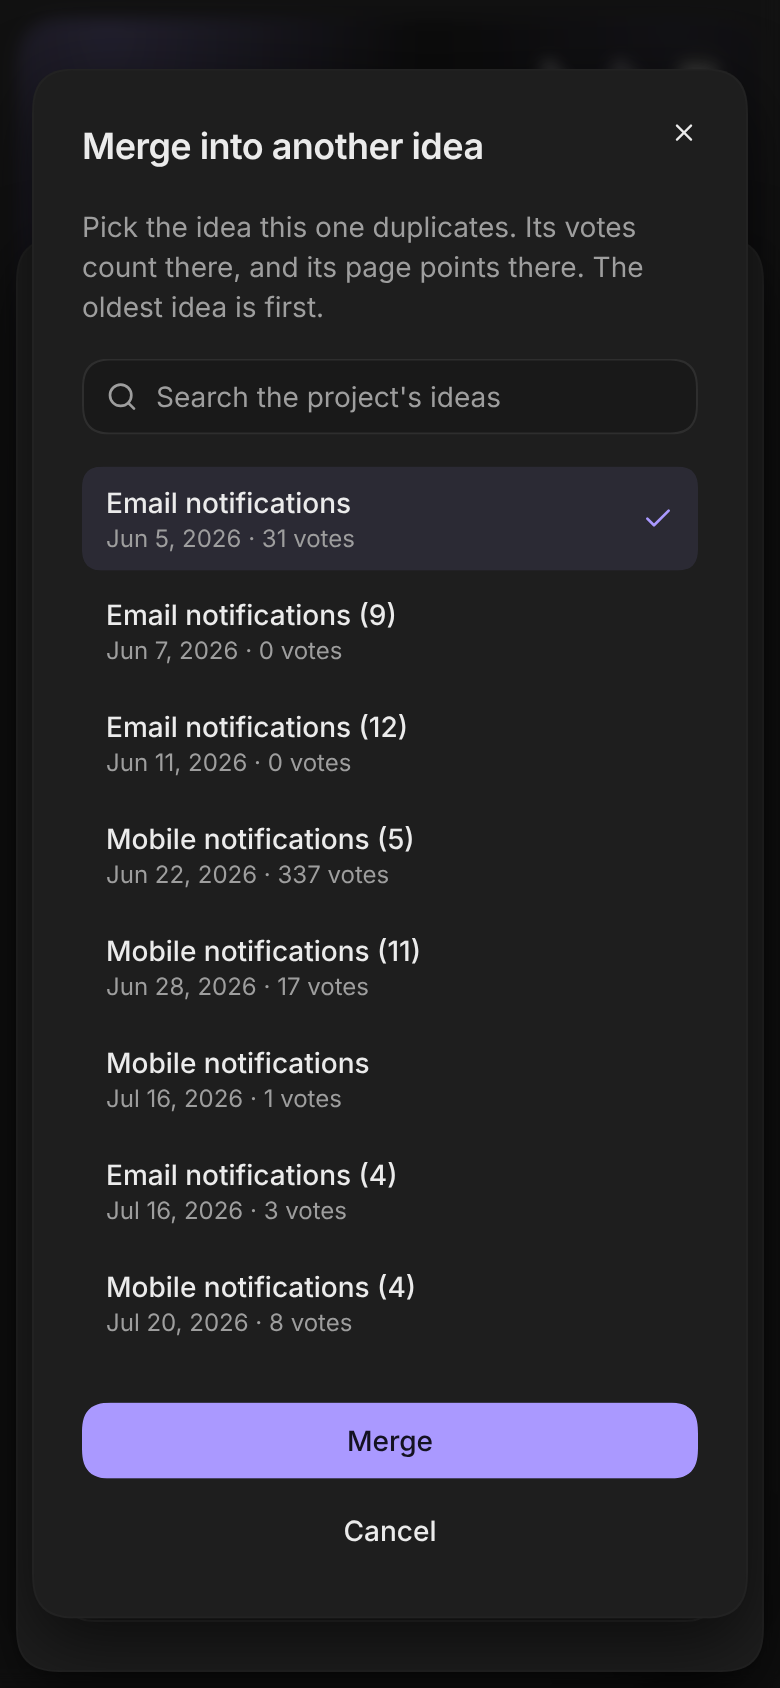 Merge into another idea
Pick the idea this one duplicates. Its votes
count there, and its page points there. The
oldest idea is first.
Search the project's ideas
Email notifications
Jun 5, 2026 · 31 votes
Email notifications (9)
Jun 7, 2026 · 0 votes
Email notifications (12)
Jun 11, 2026 · 0 votes
Mobile notifications (5)
Jun 22, 2026 · 337 votes
Mobile notifications (11)
Jun 28, 2026 · 17 votes
Mobile notifications
Jul 16, 2026 · 1 votes
Email notifications (4)
Jul 16, 2026 · 3 votes
Mobile notifications (4)
Jul 20, 2026 · 8 votes
Merge
Cancel